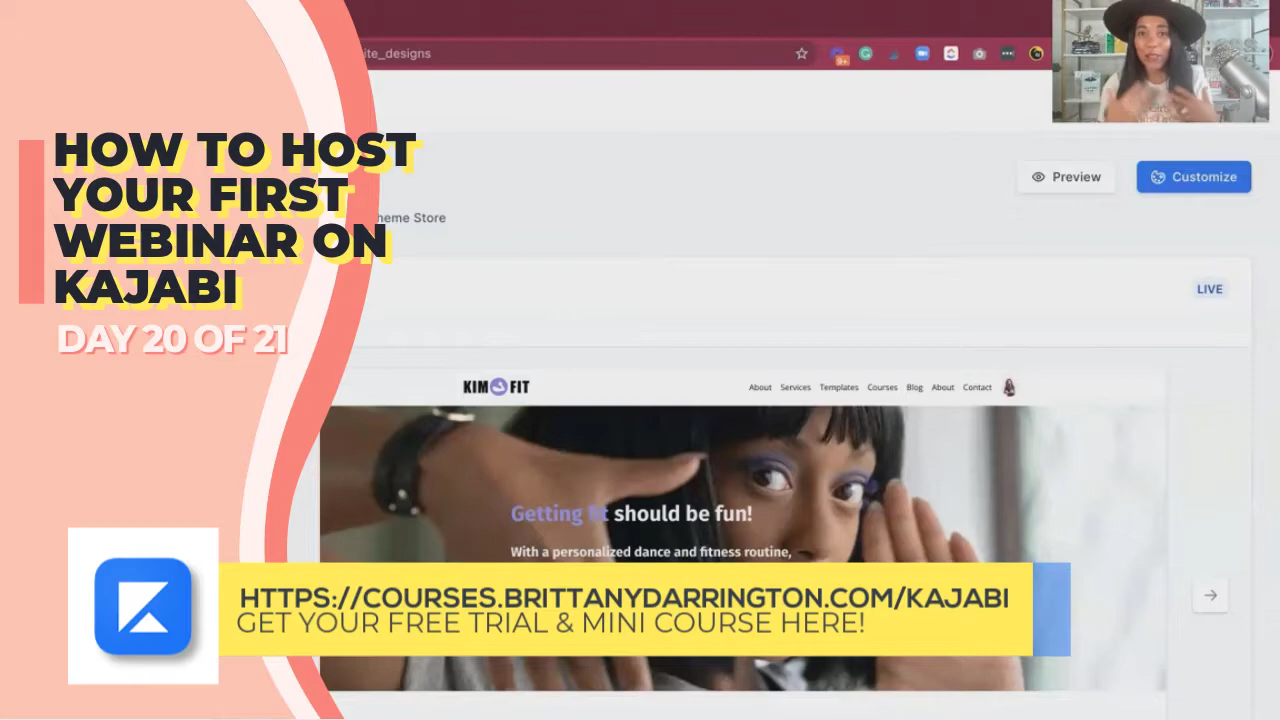 ite_designs
9+
HOW TO HOST
YOUR FIRST
WEBINAR ON
KAJABI
DAY 20 OF 21
Preview
Customize
heme Store
LIVE
KIM FIT
About Services Templates Courses Blog About Contact
Getting fit should be fun!
With a personalized dance and fitness routine,
HTTPS://COURSES.BRITTANYDARRINGTON.COM/KAJABI
GET YOUR FREE TRIAL & MINI COURSE HERE!